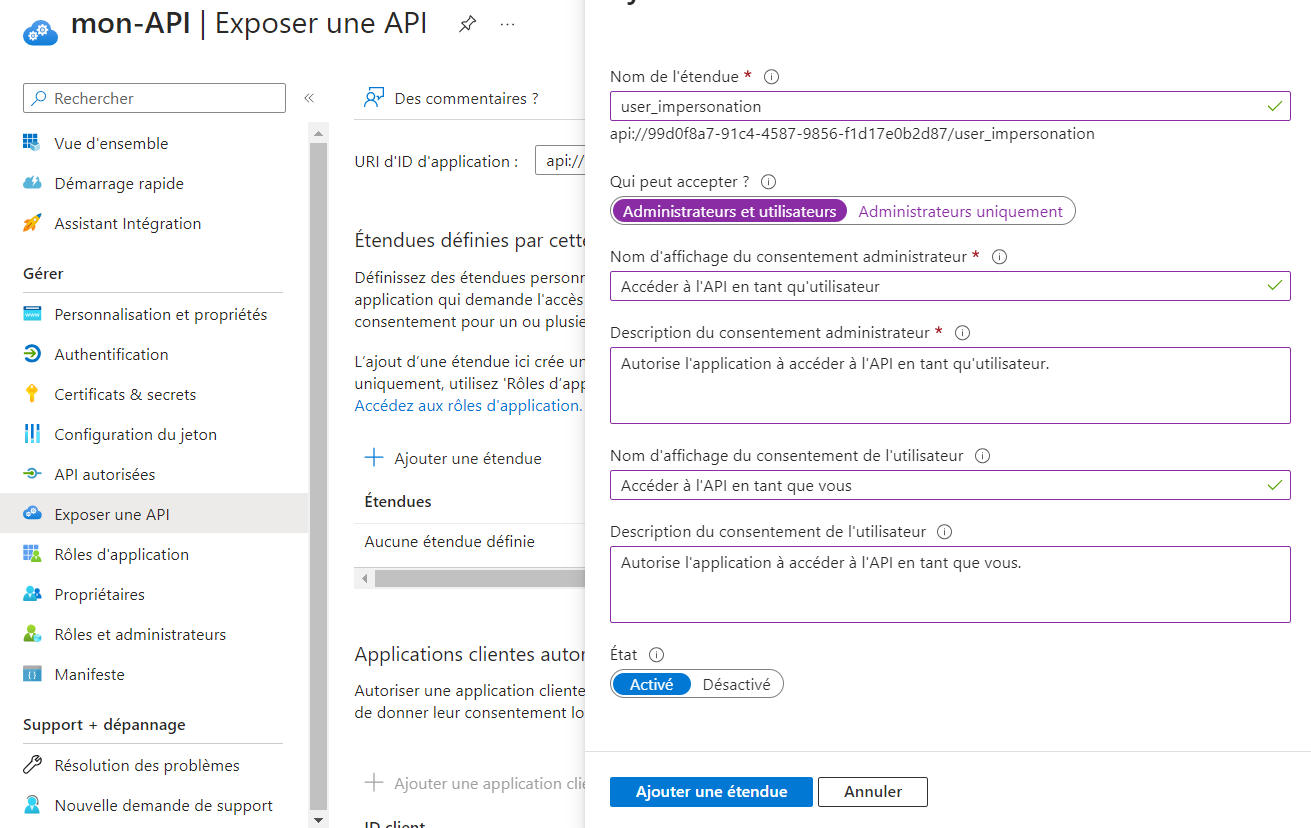 mon-API | Exposer une API
Rechercher
Vue d'ensemble
Démarrage rapide
Assistant Intégration
Gérer
Personnalisation et propriétés
Authentification
Certificats & secrets
Configuration du jeton
API autorisées
Exposer une API
Rôles d'application
Propriétaires
Rôles et administrateurs
Manifeste
Support + dépannage
Résolution des problèmes
Nouvelle demande de support
Des commentaires ?
URI d'ID d'application :
api://
Étendues définies par cette
Définissez des étendues personn
application qui demande l'accès
consentement pour un ou plusie
L'ajout d'une étendue ici crée un
uniquement, utilisez 'Rôles d'app
Accédez aux rôles d'application.
Ajouter une étendue
Étendues
Aucune étendue définie
Applications clientes autor
Autoriser une application cliente
de donner leur consentement lo
Ajouter une application clie
ID client
Nom de l'étendue *
user_impersonation
api://99d0f8a7-91c4-4587-9856-f1d17e0b2d87/user_impersonation
Qui peut accepter ?
Administrateurs et utilisateurs Administrateurs uniquement
Nom d'affichage du consentement administrateur *
Accéder à l'API en tant qu'utilisateur
Description du consentement administrateur *
Autorise l'application à accéder à l'API en tant qu'utilisateur.
Nom d'affichage du consentement de l'utilisateur
Accéder à l'API en tant que vous
Description du consentement de l'utilisateur
Autorise l'application à accéder à l'API en tant que vous.
État
Activé Désactivé
Ajouter une étendue Annuler